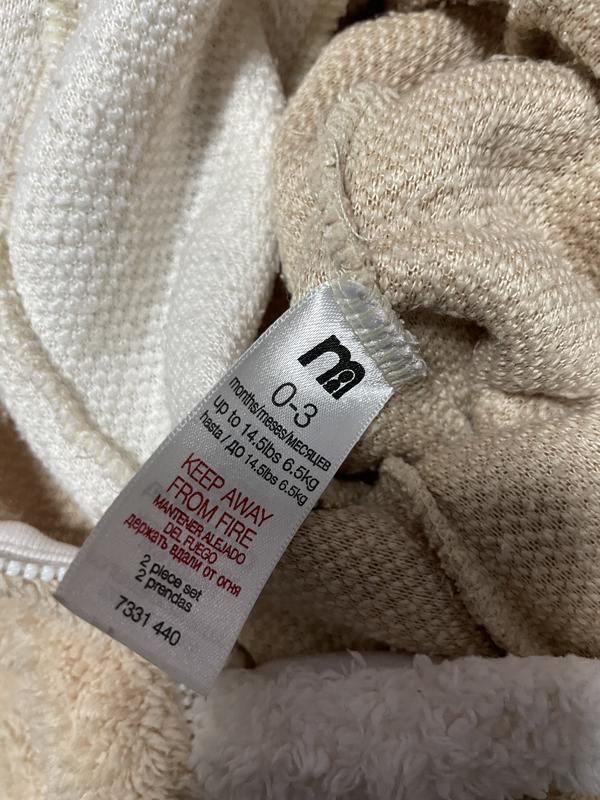 m
0-3
months/meses/МЕСЯЦЕВ
up to 14.5lbs 6.5kg
hasta / ДО 14.5lbs 6.5kg
KEEP AWAY
FROM FIRE
MANTENER ALEJADO
DEL FUEGO
держать вдали от огня
2 piece set
2 prendas
7331 440